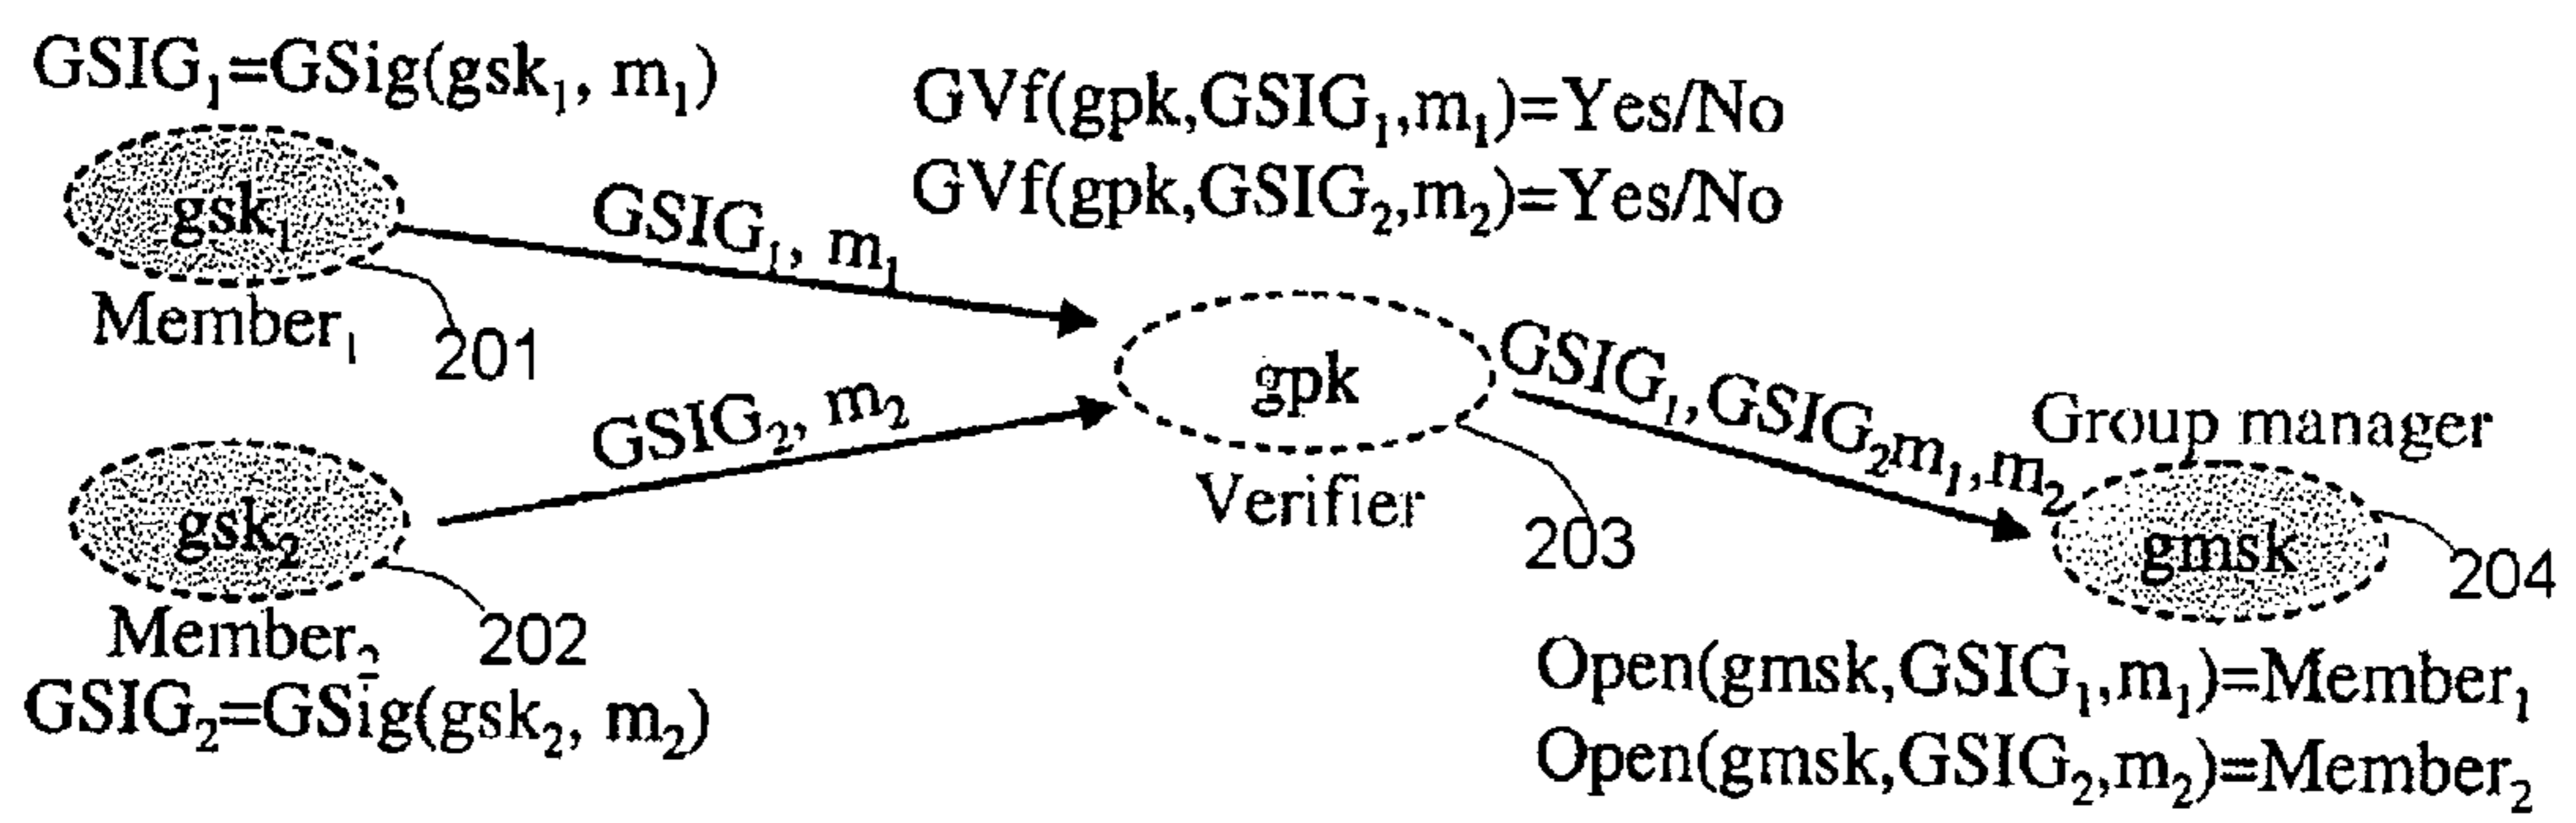 GSIG₁=GSig(gsk₁, m₁)
GVf(gpk,GSIG₁,m₁)=Yes/No
GVf(gpk,GSIG₂,m₂)=Yes/No
gsk₁
GSIG₁, m₁
Member₁
201
gpk
GSIG₁,GSIG₂m₁,m₂
Group manager
GSIG₂, m₂
Verifier
203
gsk₂
gmsk
204
Member₂
202
GSIG₂=GSig(gsk₂, m₂)
Open(gmsk,GSIG₁,m₁)=Member₁
Open(gmsk,GSIG₂,m₂)=Member₂